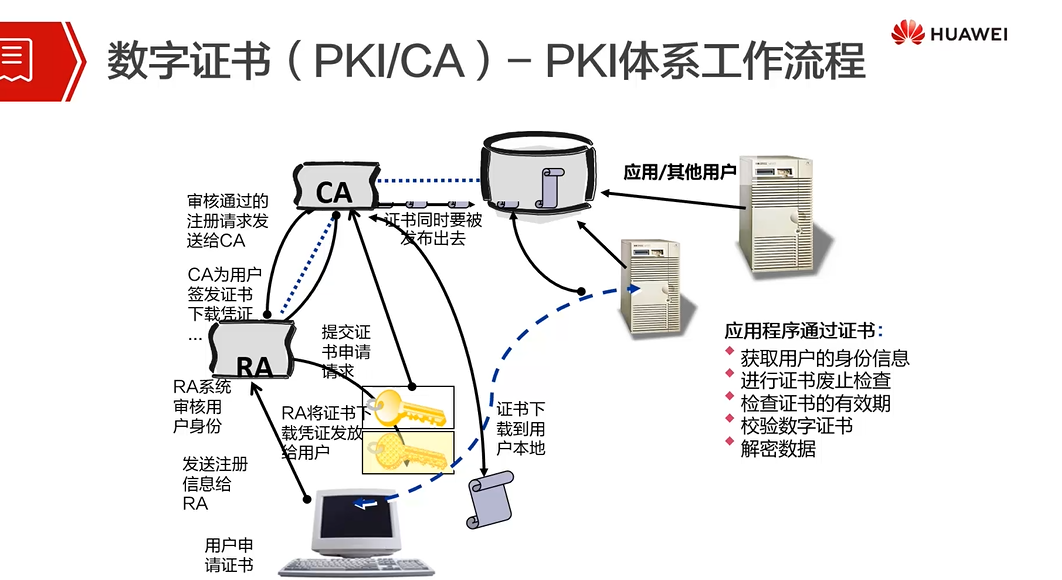 数字证书（PKI/CA）– PKI体系工作流程
HUAWEI
应用/其他用户
CA
审核通过的
注册请求发
送给CA
证书同时要被
发布出去
CA为用户
签发证书
下载凭证
...
应用程序通过证书：
提交证
书申请
请求
获取用户的身份信息
进行证书废止检查
检查证书的有效期
校验数字证书
解密数据
RA
RA系统
审核用
户身份
RA将证书下
载凭证发放
给用户
证书下
载到用
户本地
发送注册
信息给
RA
用户申
请证书